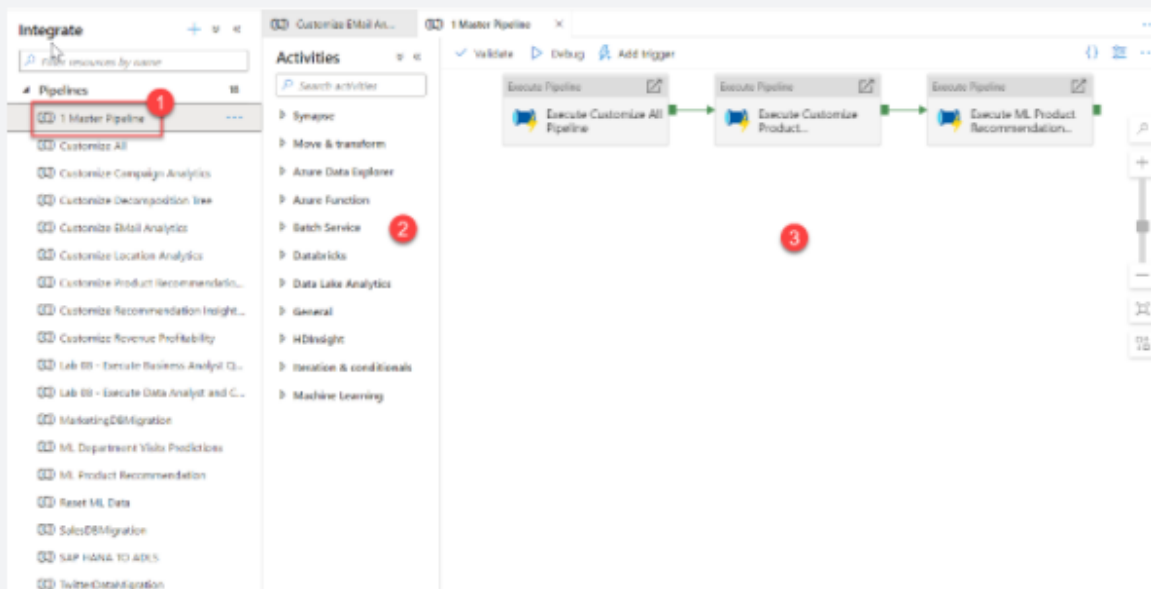 Integrate
Filter resources by name
Pipelines
18
1 Master Pipeline
1
Customize All
Customize Campaign Analytics
Customize Decomposition Tree
Customize EMail Analytics
Customize Location Analytics
Customize Product Recommendatio...
Customize Recommendation Insight...
Customize Revenue Profitability
Lab 08 - Execute Business Analyst Q...
Lab 08 - Execute Data Analyst and C...
MarketingDBMigration
ML Department Visits Predictions
ML Product Recommendation
Reset ML Data
SalesDBMigration
SAP HANA TO ADLS
TwitterDataMigration
Customize EMail An...
1 Master Pipeline
Activities
Search activities
Synapse
Move & transform
Azure Data Explorer
Azure Function
Batch Service
2
Databricks
Data Lake Analytics
General
HDInsight
Iteration & conditionals
Machine Learning
Validate
Debug
Add trigger
Execute Pipeline
Execute Customize All
Pipeline
Execute Pipeline
Execute Customize
Product...
Execute Pipeline
Execute ML Product
Recommendation...
3